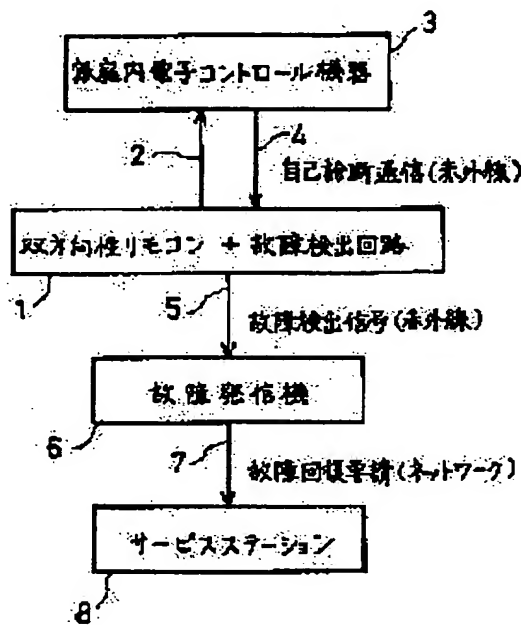 3
家庭内電子コントロール機器
2
4
自己診断通信(赤外線)
双方向性リモコン + 故障検出回路
1
5
故障検出信号(赤外線)
故障発信機
6
7
故障回復要請(ネットワーク)
サービスステーション
8